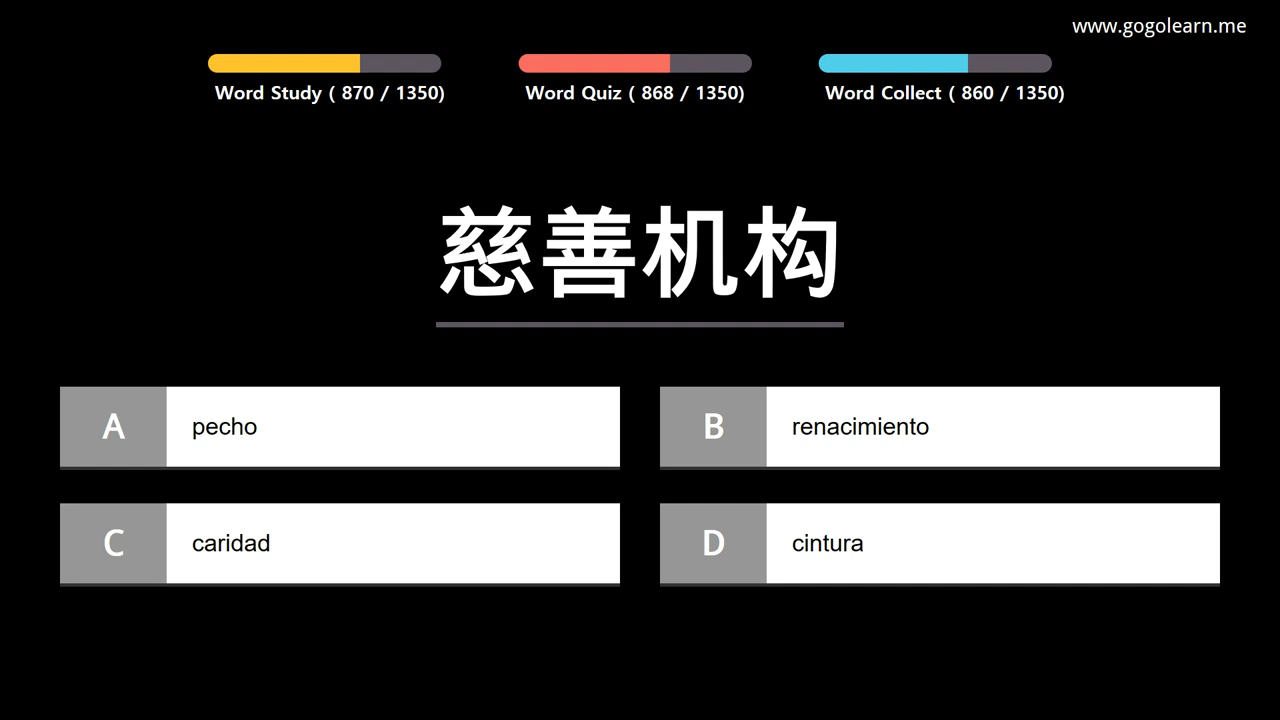 www.gogolearn.me
Word Study ( 870 / 1350)
Word Quiz ( 868 / 1350)
Word Collect ( 860 / 1350)
慈善机构
A pecho
B renacimiento
C caridad
D cintura